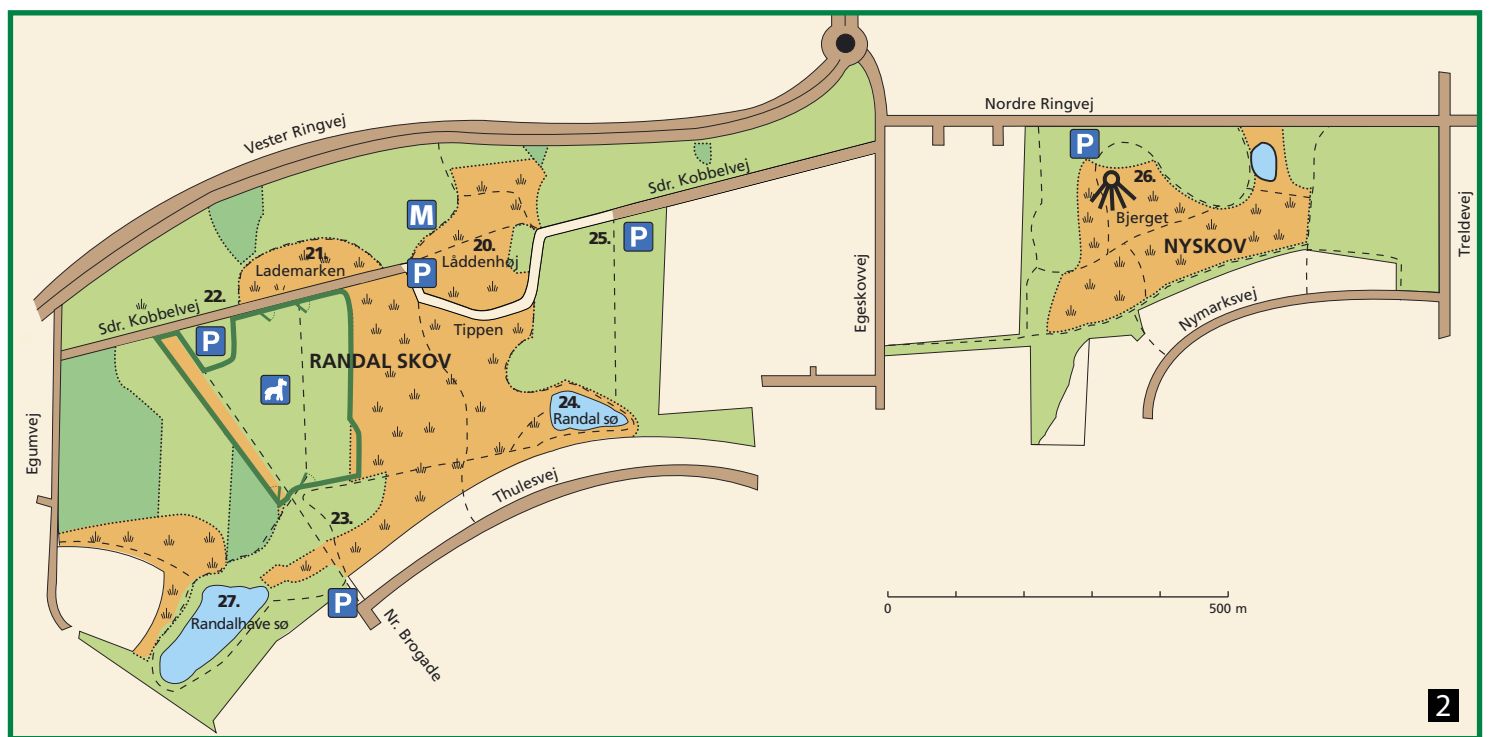 Nordre Ringvej
Vester Ringvej
P
Sdr. Kobbelvej
26.
M
Bjerget
Treldevej
25.
P
NYSKOV
21.
20.
Lademarken
Låddenhøj
P
22.
Sdr. Kobbelvej
Egeskovvej
Nymarksvej
Tippen
P
RANDAL SKOV
24.
Randal sø
Egumvej
Thulesvej
23.
27.
P
Randalhave sø
Nr. Brogade
0
500 m
2